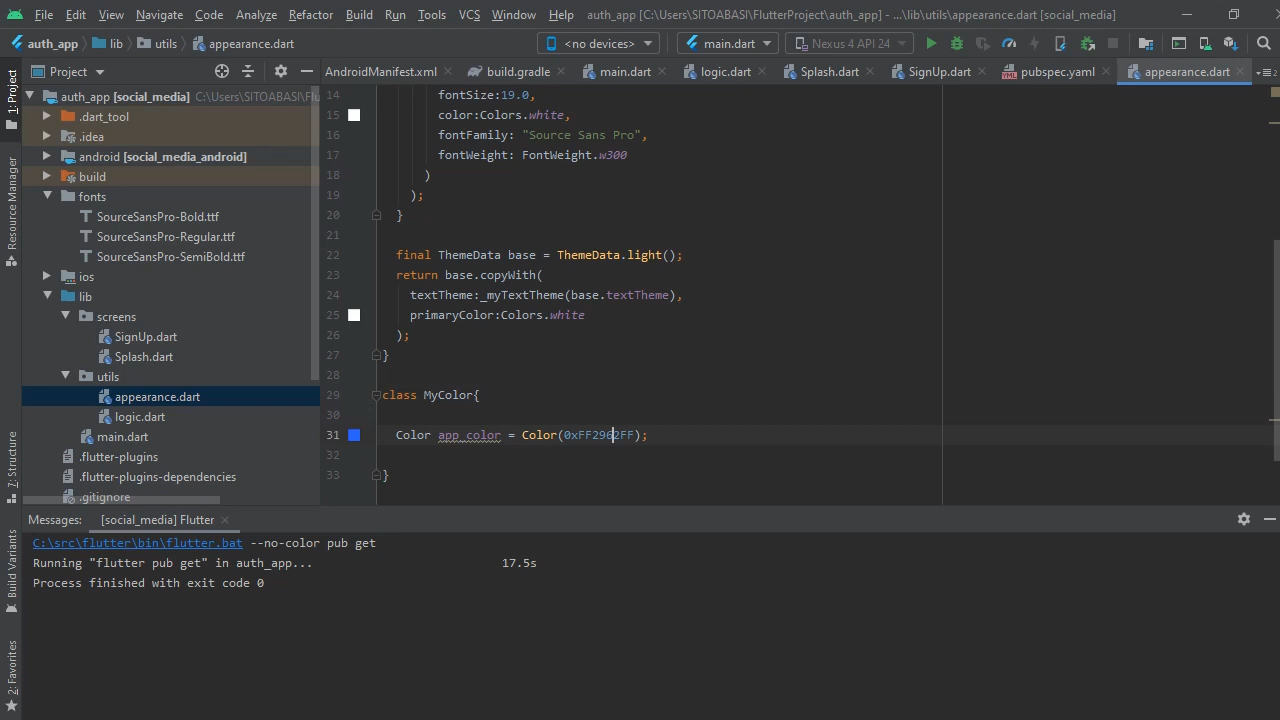 File Edit View Navigate Code Analyze Refactor Build Run Tools VCS Window Help auth_app [C:\Users\SITOABASI\FlutterProject\auth_app] - ...\lib\utils\appearance.dart [social_media]
auth_app lib utils appearance.dart <no devices> main.dart Nexus 4 API 24
Project AndroidManifest.xml build.gradle main.dart logic.dart Splash.dart SignUp.dart pubspec.yaml appearance.dart
1: Project
Resource Manager
7: Structure
Build Variants
2: Favorites
auth_app [social_media] C:\Users\SITOABASI\Flu
.dart_tool
.idea
android [social_media_android]
build
fonts
SourceSansPro-Bold.ttf
SourceSansPro-Regular.ttf
SourceSansPro-SemiBold.ttf
ios
lib
screens
SignUp.dart
Splash.dart
utils
appearance.dart
logic.dart
main.dart
.flutter-plugins
.flutter-plugins-dependencies
.gitignore
14 fontSize:19.0,
15 color:Colors.white,
16 fontFamily: "Source Sans Pro",
17 fontWeight: FontWeight.w300
18 )
19 );
20 }
21
22 final ThemeData base = ThemeData.light();
23 return base.copyWith(
24 textTheme:_myTextTheme(base.textTheme),
25 primaryColor:Colors.white
26 );
27 }
28
29 class MyColor{
30
31 Color app_color = Color(0xFF2962FF);
32
33 }
Messages: [social_media] Flutter
C:\src\flutter\bin\flutter.bat --no-color pub get
Running "flutter pub get" in auth_app... 17.5s
Process finished with exit code 0